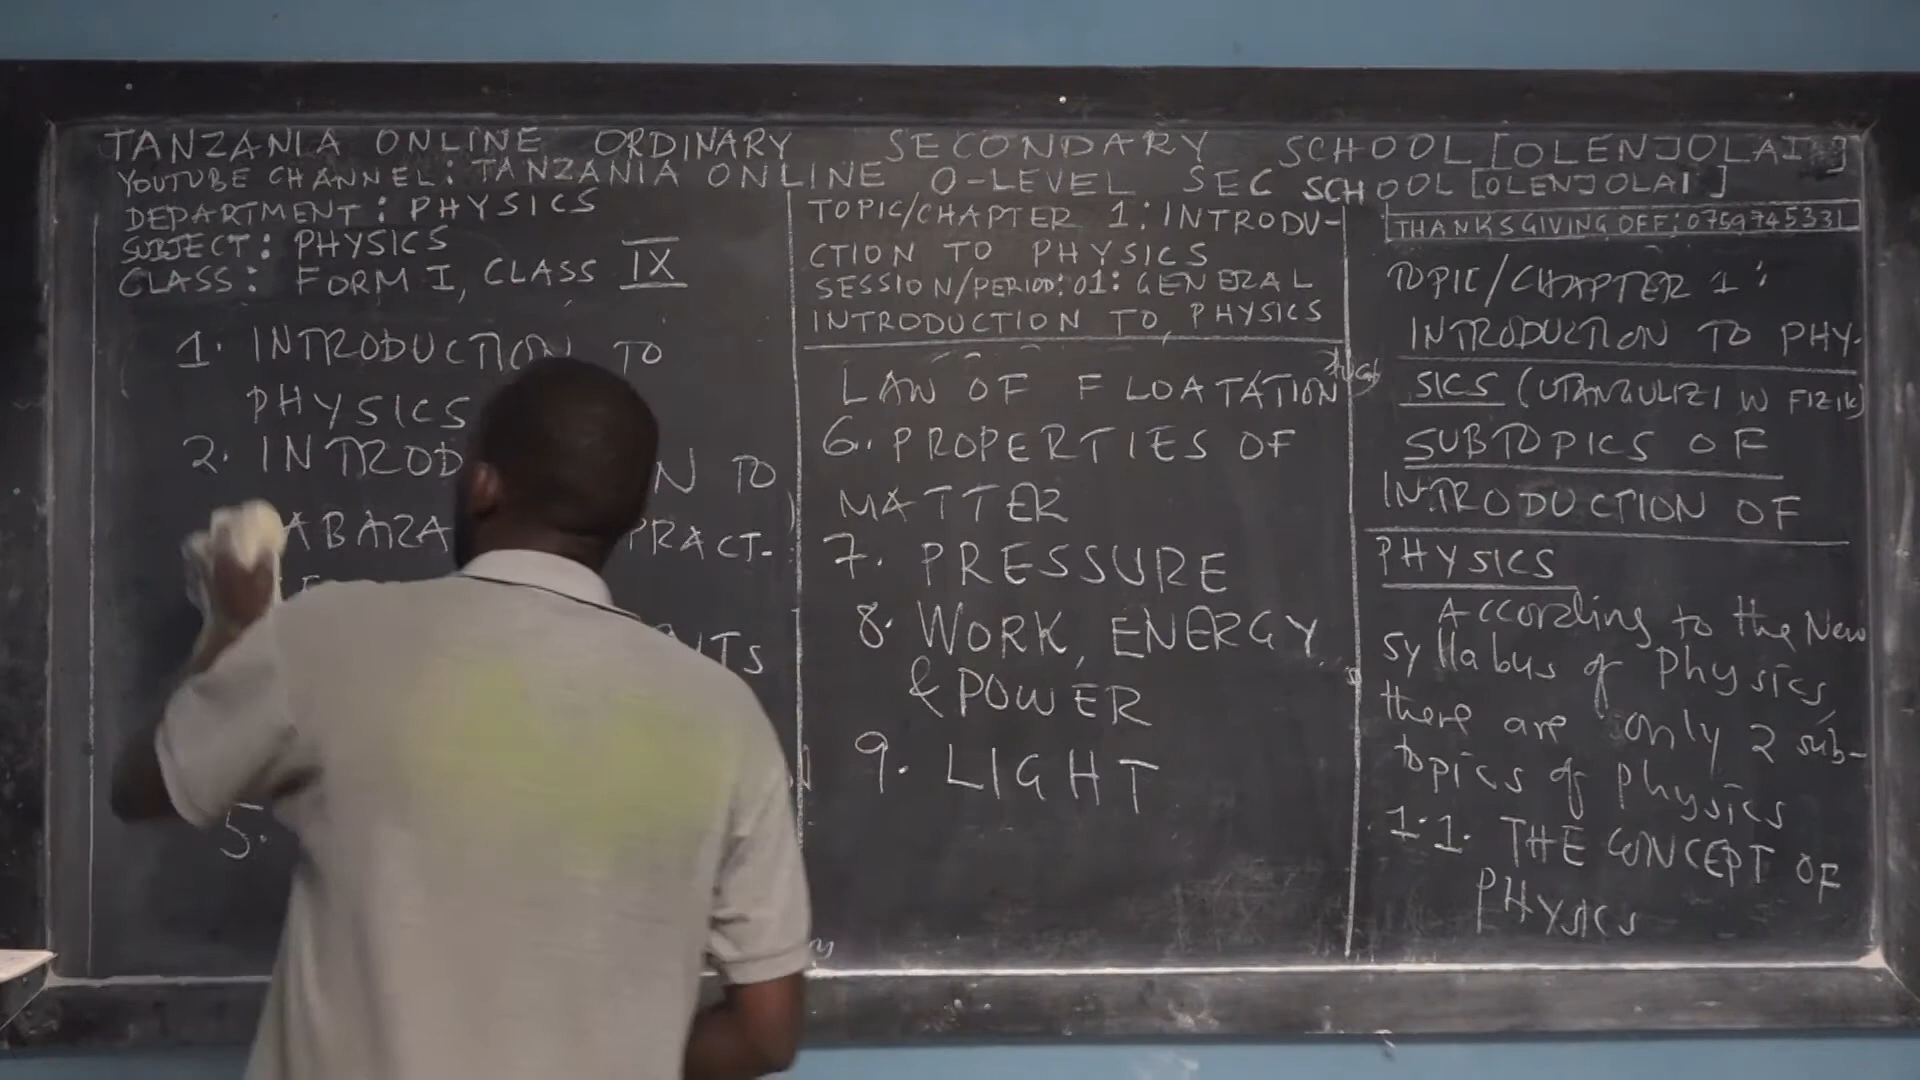 TANZANIA ONLINE ORDINARY SECONDARY SCHOOL [OLENJOLAI]
YOUTUBE CHANNEL: TANZANIA ONLINE O-LEVEL SEC SCHOOL [OLENJOLAI]
DEPARTMENT: PHYSICS
SUBJECT: PHYSICS
CLASS: FORM I, CLASS IX
1. INTRODUCTION TO
PHYSICS
2. TO
PRACT-
5.
TOPIC/CHAPTER 1: INTRODU-
CTION TO PHYSICS
SESSION/PERIOD: 01: GENERAL
INTRODUCTION TO PHYSICS
LAW OF FLOATATION
6. PROPERTIES OF
MATTER
7. PRESSURE
8. WORK, ENERGY
& POWER
9. LIGHT
THANKSGIVING OFF: 0759745331
TOPIC/CHAPTER 1:
INTRODUCTION TO PHY-
SICS (UTANGULIZI W FIZIK)
SUBTOPICS OF
INTRODUCTION OF
PHYSICS
According to the New
Syllabus of Physics,
there are only 2 sub-
topics of physics
1.1. THE CONCEPT OF
PHYSICS